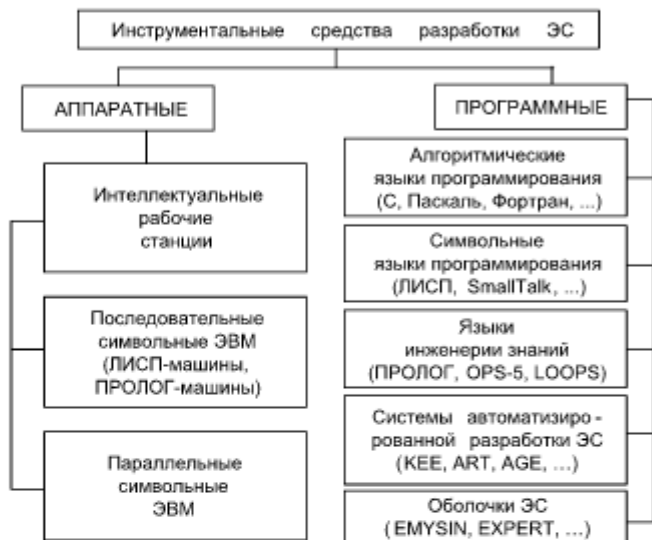 Инструментальные средства разработки ЭС
АППАРАТНЫЕ
Интеллектуальные
рабочие
станции
Последовательные
символьные ЭВМ
(ЛИСП-машины,
ПРОЛОГ-машины)
Параллельные
символьные
ЭВМ
ПРОГРАММНЫЕ
Алгоритмические
языки программирования
(С, Паскаль, Фортран, ...)
Символьные
языки программирования
(ЛИСП, SmallTalk, ...)
Языки
инженерии знаний
(ПРОЛОГ, OPS-5, LOOPS)
Системы автоматизиро-
рованной разработки ЭС
(KEE, ART, AGE, ...)
Оболочки ЭС
(EMYSIN, EXPERT, ...)